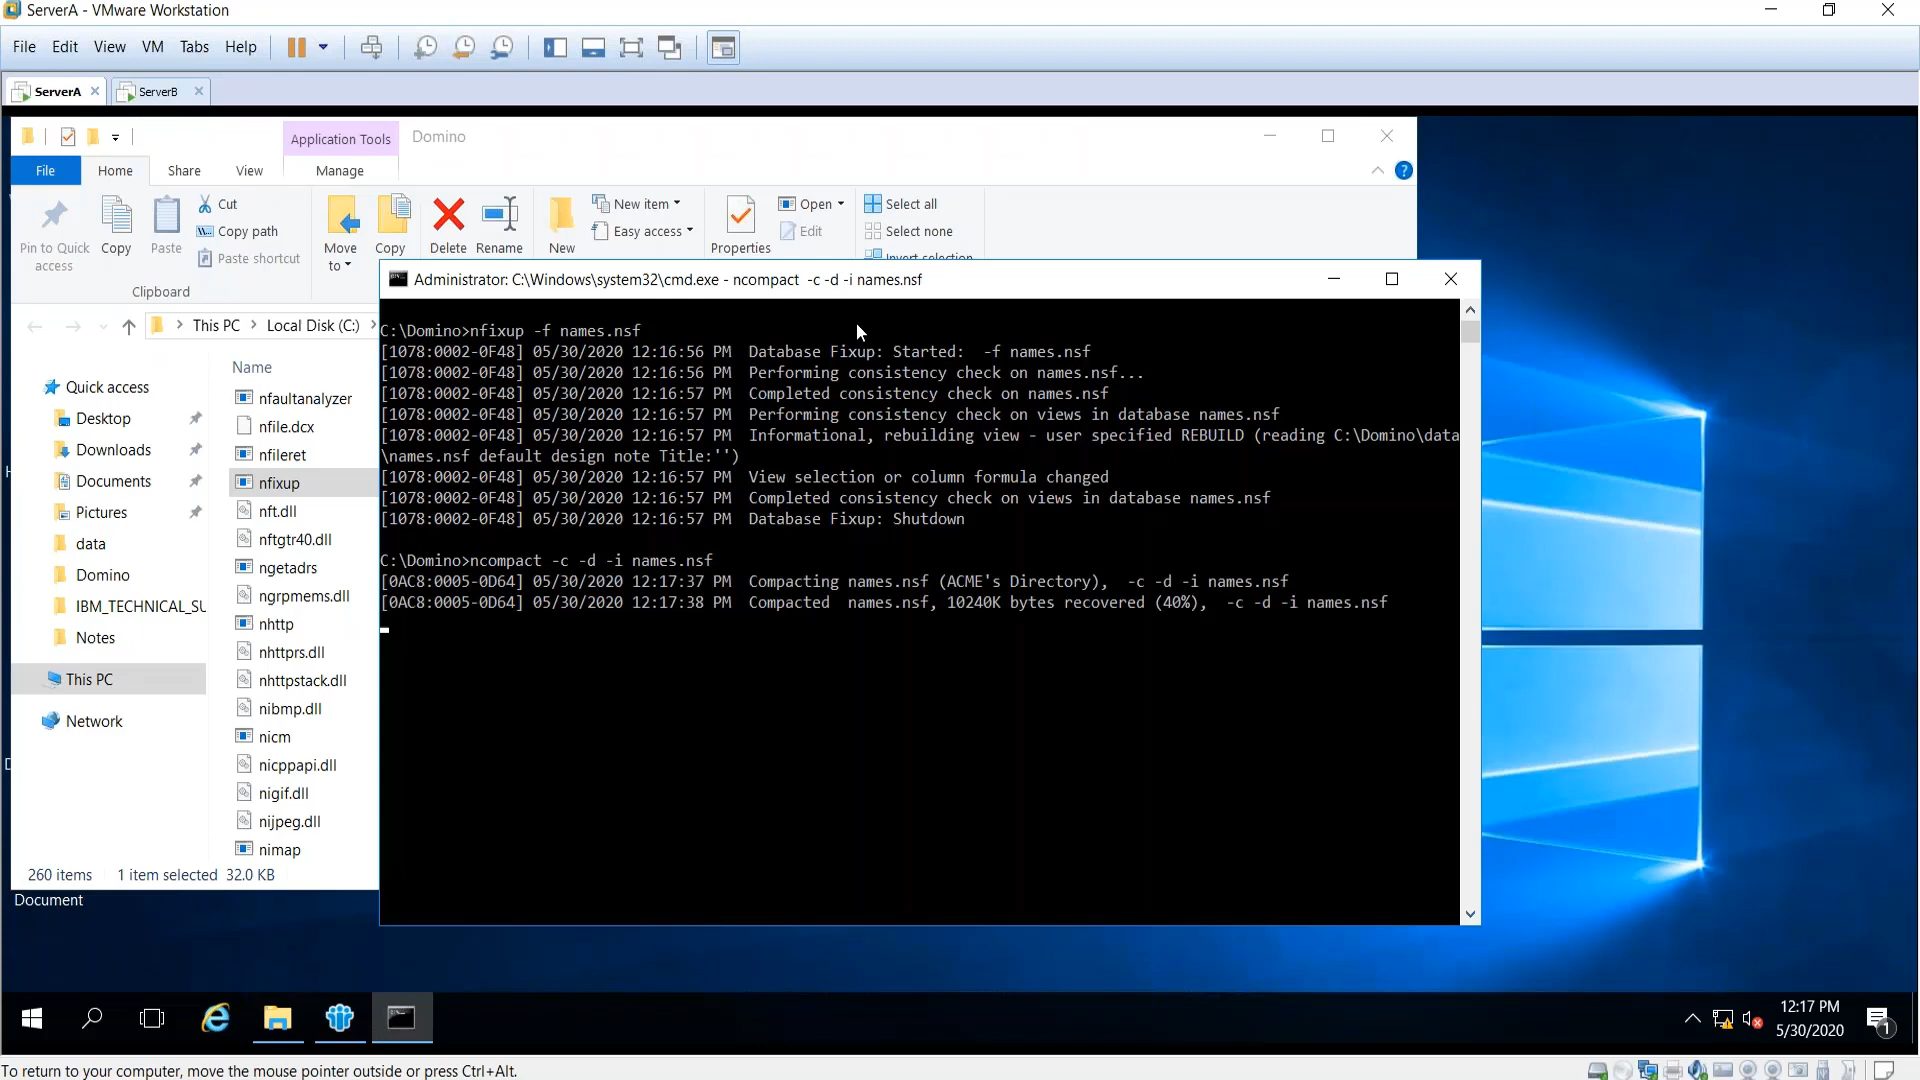 ServerA - VMware Workstation
File Edit View VM Tabs Help
ServerA ServerB
Application Tools Domino
File Home Share View Manage
Pin to Quick access
Copy
Paste
Cut
Copy path
Paste shortcut
Clipboard
Move to
Copy
Delete
Rename
New
New item
Easy access
Properties
Open
Edit
Select all
Select none
Invert selection
This PC > Local Disk (C:) >
Quick access
Desktop
Downloads
Documents
Pictures
data
Domino
IBM_TECHNICAL_SU
Notes
This PC
Network
Name
nfaultanalyzer
nfile.dcx
nfileret
nfixup
nft.dll
nftgtr40.dll
ngetadrs
ngrpmems.dll
nhttp
nhttprs.dll
nhttpstack.dll
nibmp.dll
nicm
nicppapi.dll
nigif.dll
nijpeg.dll
nimap
260 items 1 item selected 32.0 KB
Document
Administrator: C:\Windows\system32\cmd.exe - ncompact -c -d -i names.nsf
C:\Domino>nfixup -f names.nsf
[1078:0002-0F48] 05/30/2020 12:16:56 PM Database Fixup: Started: -f names.nsf
[1078:0002-0F48] 05/30/2020 12:16:56 PM Performing consistency check on names.nsf...
[1078:0002-0F48] 05/30/2020 12:16:57 PM Completed consistency check on names.nsf
[1078:0002-0F48] 05/30/2020 12:16:57 PM Performing consistency check on views in database names.nsf
[1078:0002-0F48] 05/30/2020 12:16:57 PM Informational, rebuilding view - user specified REBUILD (reading C:\Domino\data
\names.nsf default design note Title:'')
[1078:0002-0F48] 05/30/2020 12:16:57 PM View selection or column formula changed
[1078:0002-0F48] 05/30/2020 12:16:57 PM Completed consistency check on views in database names.nsf
[1078:0002-0F48] 05/30/2020 12:16:57 PM Database Fixup: Shutdown
C:\Domino>ncompact -c -d -i names.nsf
[0AC8:0005-0D64] 05/30/2020 12:17:37 PM Compacting names.nsf (ACME's Directory), -c -d -i names.nsf
[0AC8:0005-0D64] 05/30/2020 12:17:38 PM Compacted names.nsf, 10240K bytes recovered (40%), -c -d -i names.nsf
12:17 PM
5/30/2020
1
To return to your computer, move the mouse pointer outside or press Ctrl+Alt.